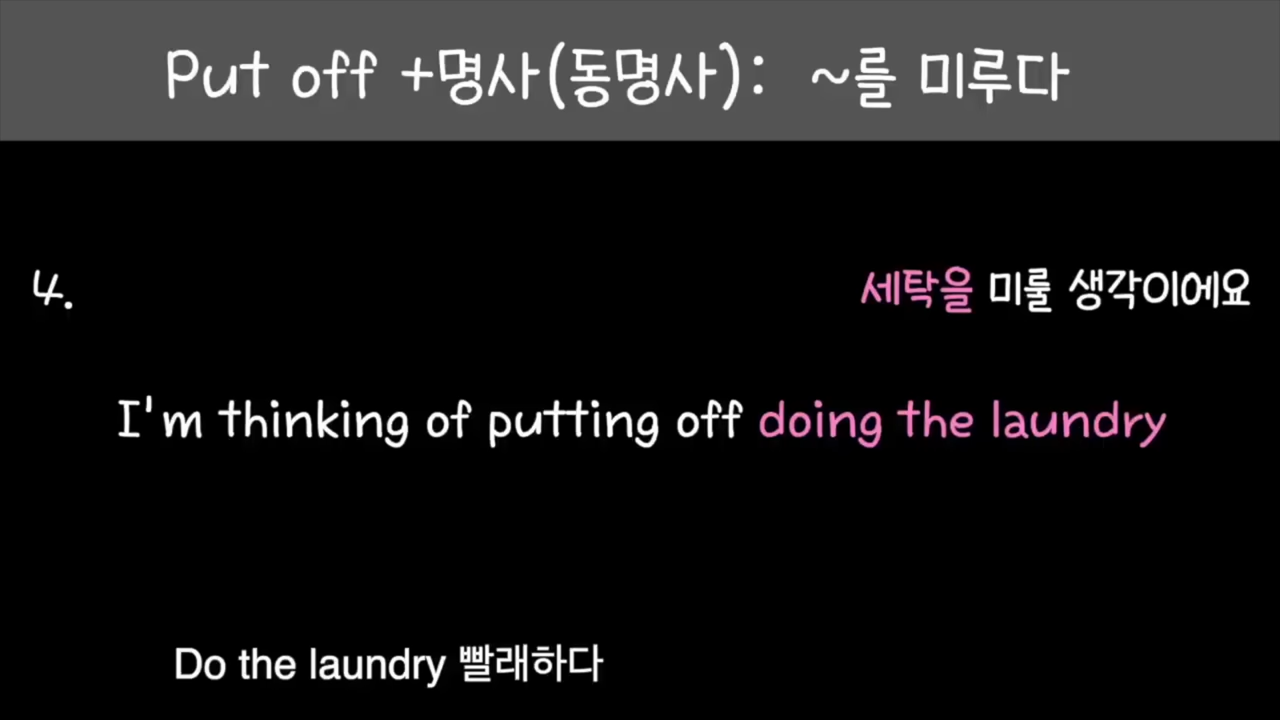 Put off +명사(동명사): ~를 미루다
4.
세탁을 미룰 생각이에요
I'm thinking of putting off doing the laundry
Do the laundry 빨래하다